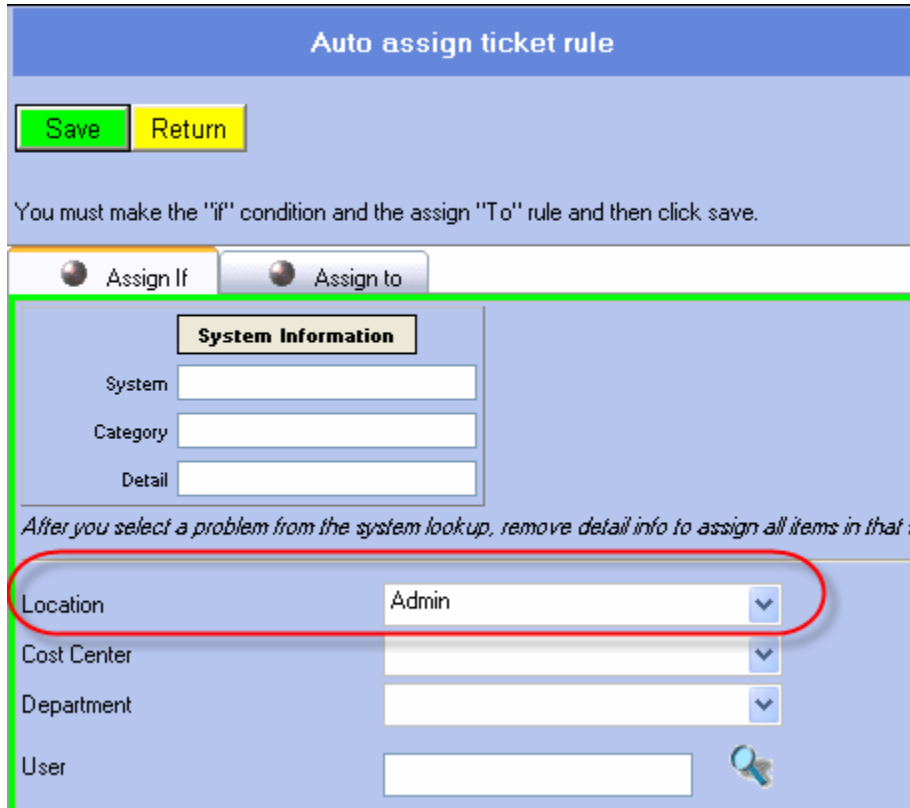 Auto assign ticket rule
Save Return
You must make the "if" condition and the assign "To" rule and then click save.
Assign If Assign to
System Information
System
Category
Detail
After you select a problem from the system lookup, remove detail info to assign all items in that
Location Admin
Cost Center
Department
User